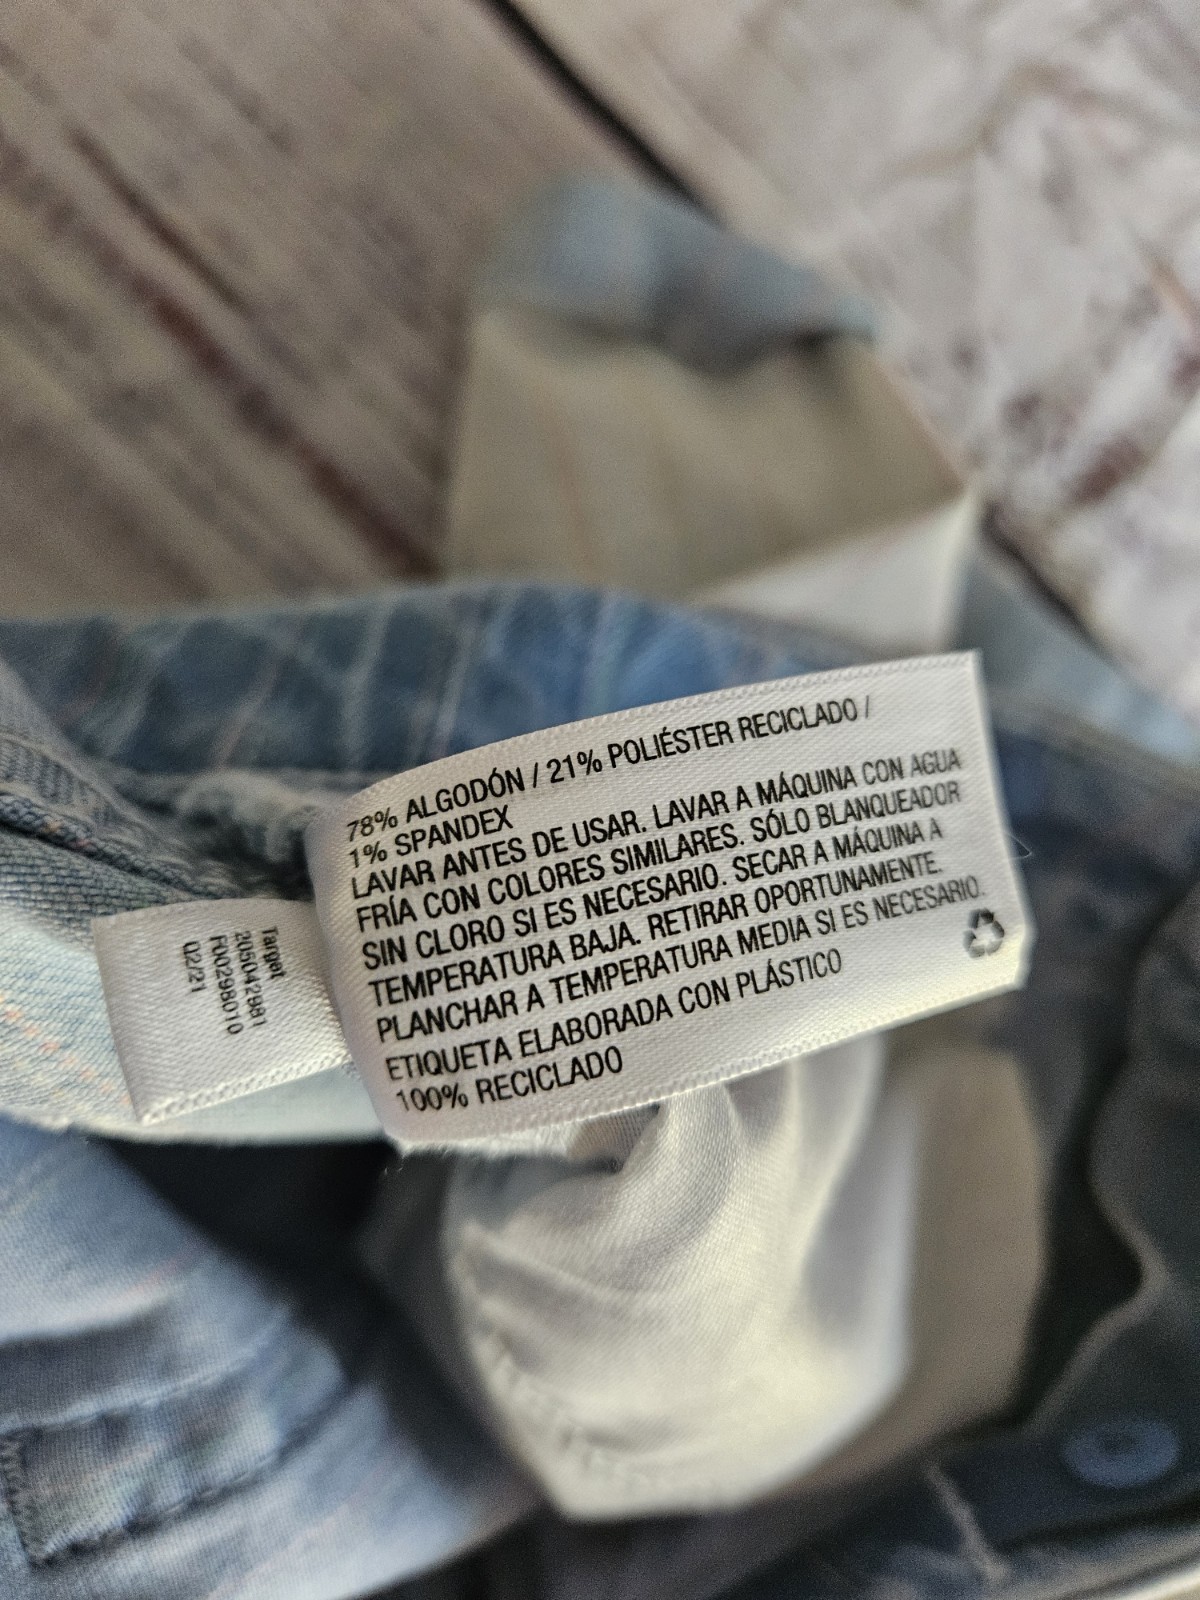 78% ALGODÓN / 21% POLIÉSTER RECICLADO /
1% SPANDEX
LAVAR ANTES DE USAR. LAVAR A MÁQUINA CON AGUA
FRÍA CON COLORES SIMILARES. SÓLO BLANQUEADOR
SIN CLORO SI ES NECESARIO. SECAR A MÁQUINA A
TEMPERATURA BAJA. RETIRAR OPORTUNAMENTE.
PLANCHAR A TEMPERATURA MEDIA SI ES NECESARIO.
ETIQUETA ELABORADA CON PLÁSTICO
100% RECICLADO
Target
205042981
F00298010
02/21